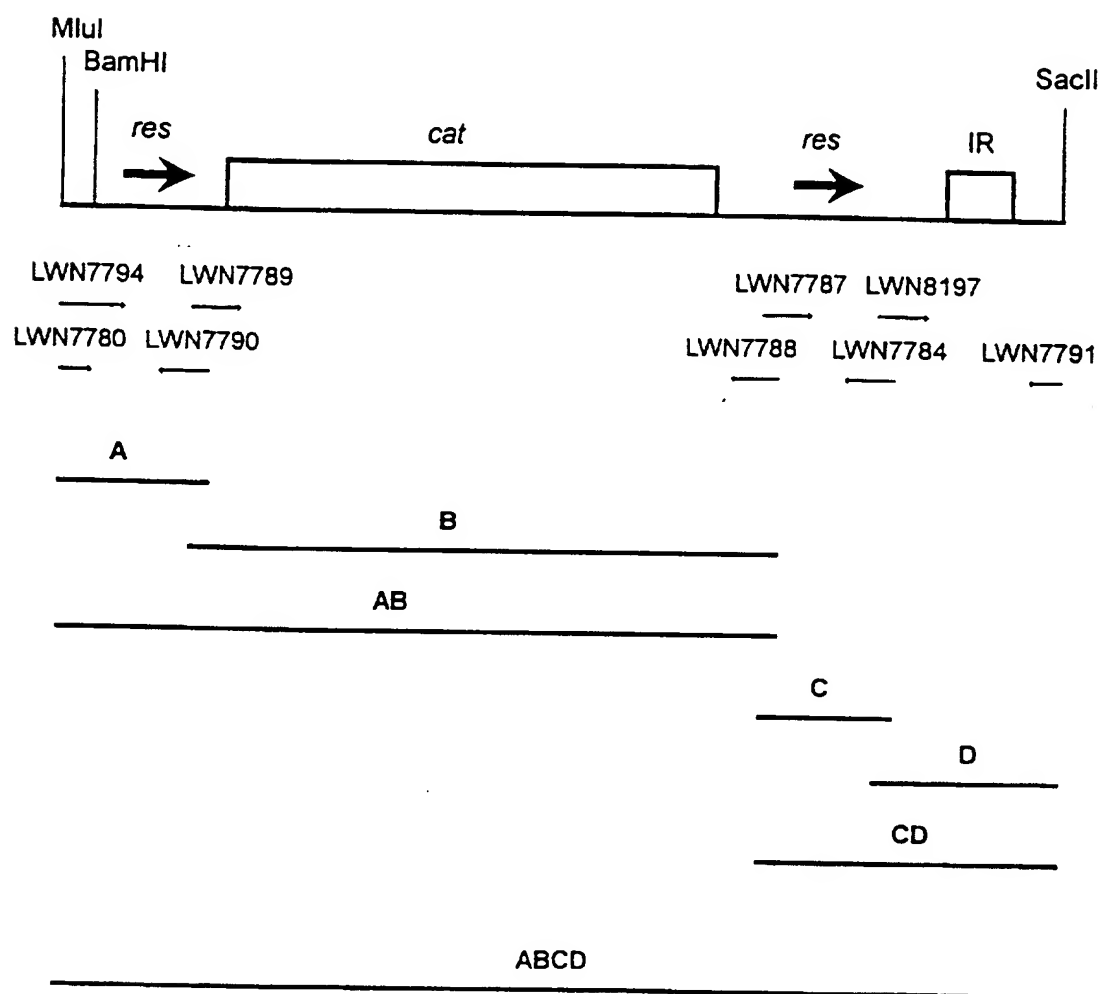 MluI
BamHI
SacII
res
cat
res
IR
LWN7794 LWN7789
LWN7787 LWN8197
LWN7780 LWN7790
LWN7788 LWN7784 LWN7791
A
B
AB
C
D
CD
ABCD